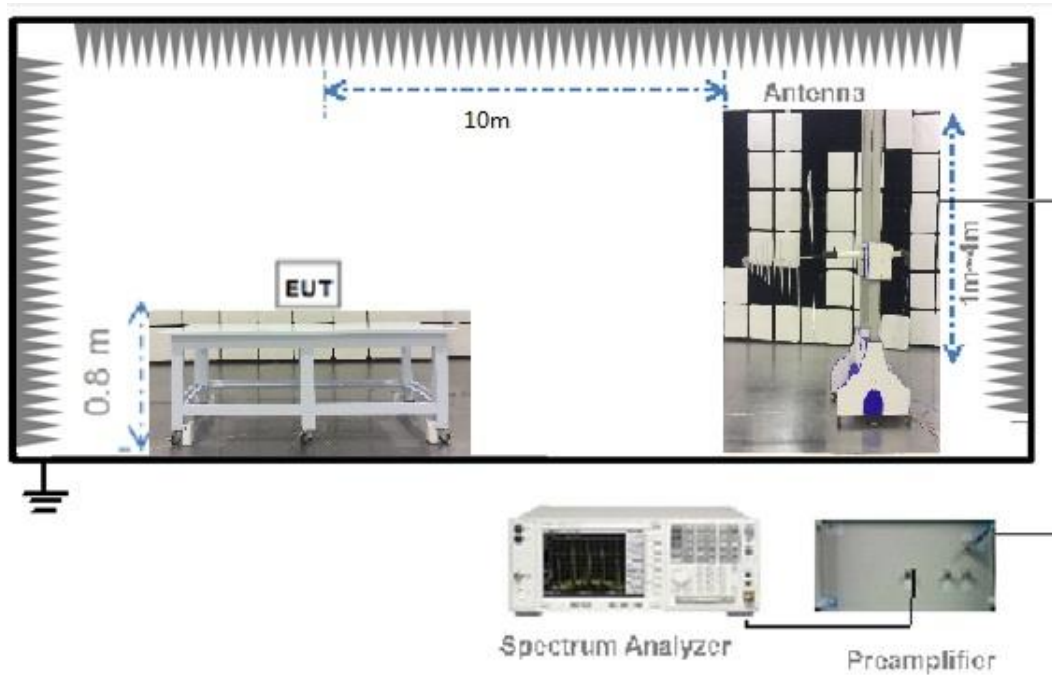 Antenna
10m
1m~4m
EUT
0.8 m
Spectrum Analyzer
Preamplifier